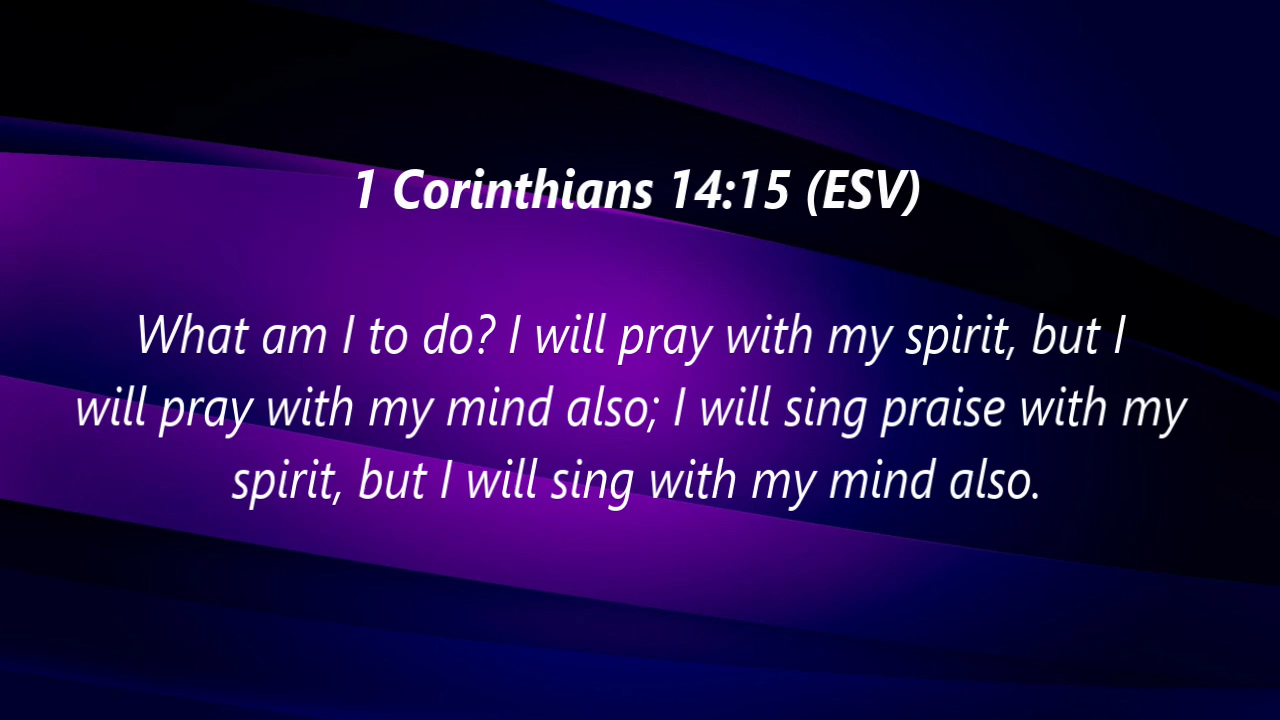 1 Corinthians 14:15 (ESV)
What am I to do? I will pray with my spirit, but I
will pray with my mind also; I will sing praise with my
spirit, but I will sing with my mind also.